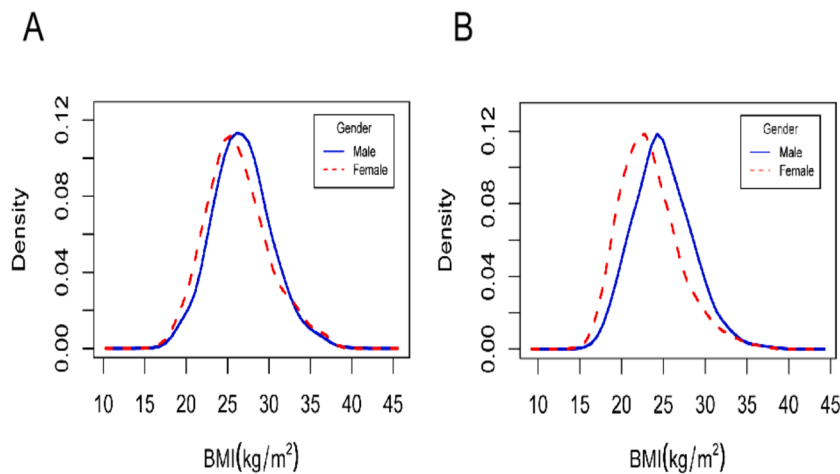 A
Density
0.12
0.08
0.04
0.00
Gender
Male
Female
10 15 20 25 30 35 40 45
BMI(kg/m²)
B
Density
0.12
0.08
0.04
0.00
Gender
Male
Female
10 15 20 25 30 35 40 45
BMI(kg/m²)